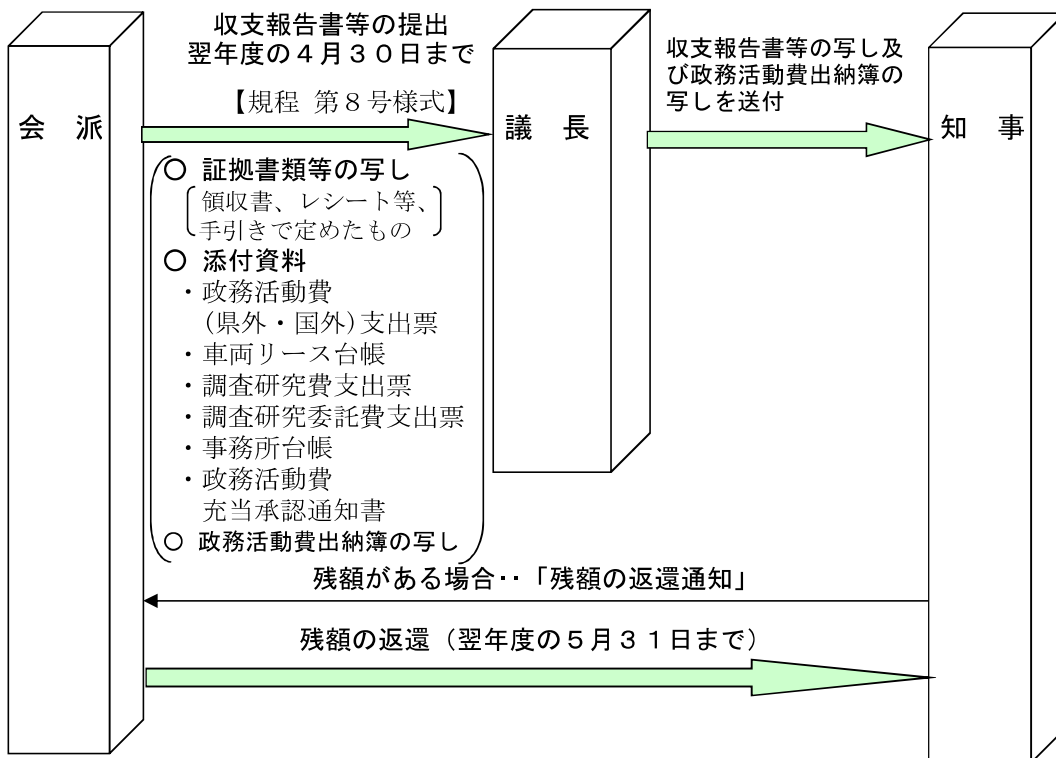 収支報告書等の提出
翌年度の4月30日まで
【規程 第8号様式】
会 派
議 長
収支報告書等の写し及
び政務活動費出納簿の
写しを送付
知 事
○ 証拠書類等の写し
領収書、レシート等、
手引きで定めたもの
○ 添付資料
・政務活動費
(県外・国外)支出票
・車両リース台帳
・調査研究費支出票
・調査研究委託費支出票
・事務所台帳
・政務活動費
充当承認通知書
○ 政務活動費出納簿の写し
残額がある場合‥「残額の返還通知」
残額の返還(翌年度の5月31日まで)